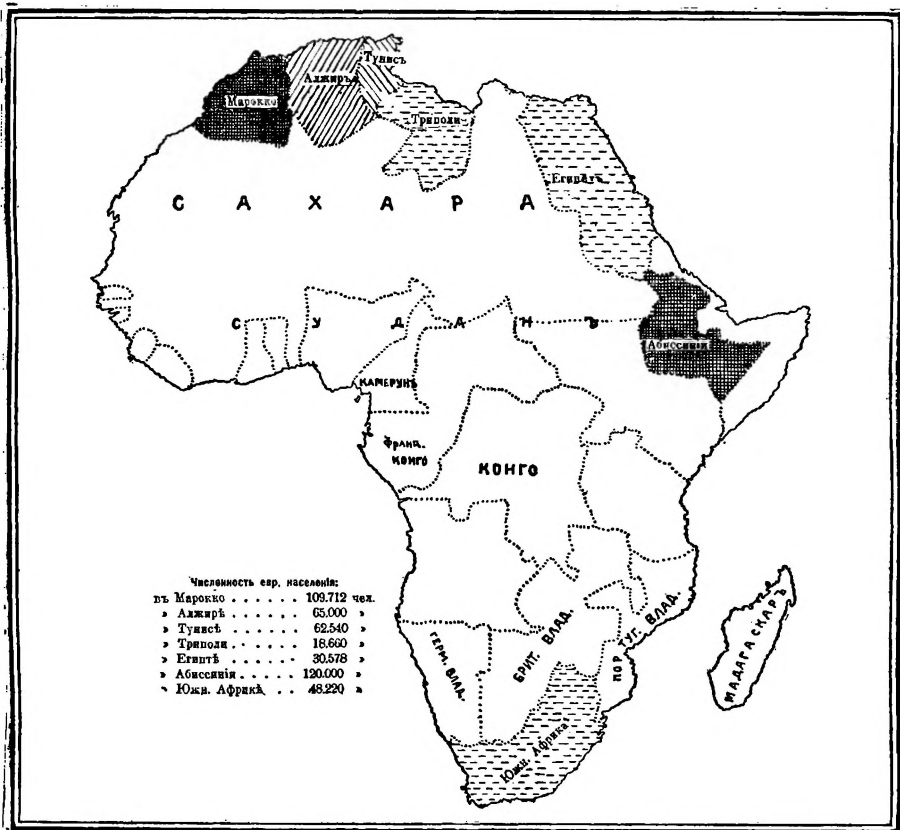 Тунисъ
Алжиръ
Марокко
Триполи
Египетъ
САХАРА
СУДАНЪ
Абиссинія
КАМЕРУНЪ
Франц.
КОНГО
КОНГО
Численность евр. населенія:
въ Марокко . . . . . . 109.712 чел.
» Алжирѣ . . . . . . 65.000 »
» Тунисѣ . . . . . . 62.540 »
» Триполи . . . . . . 18.660 »
» Египтѣ . . . . . . 30.578 »
» Абиссиніи . . . . . 120.000 »
» Южн. Африкѣ . . 48.220 »
ГЕРМ. ВЛАД.
БРИТ. ВЛАД.
ПОРТУГ. ВЛАД.
МАДАГАСКАРЪ
Южн. Африка